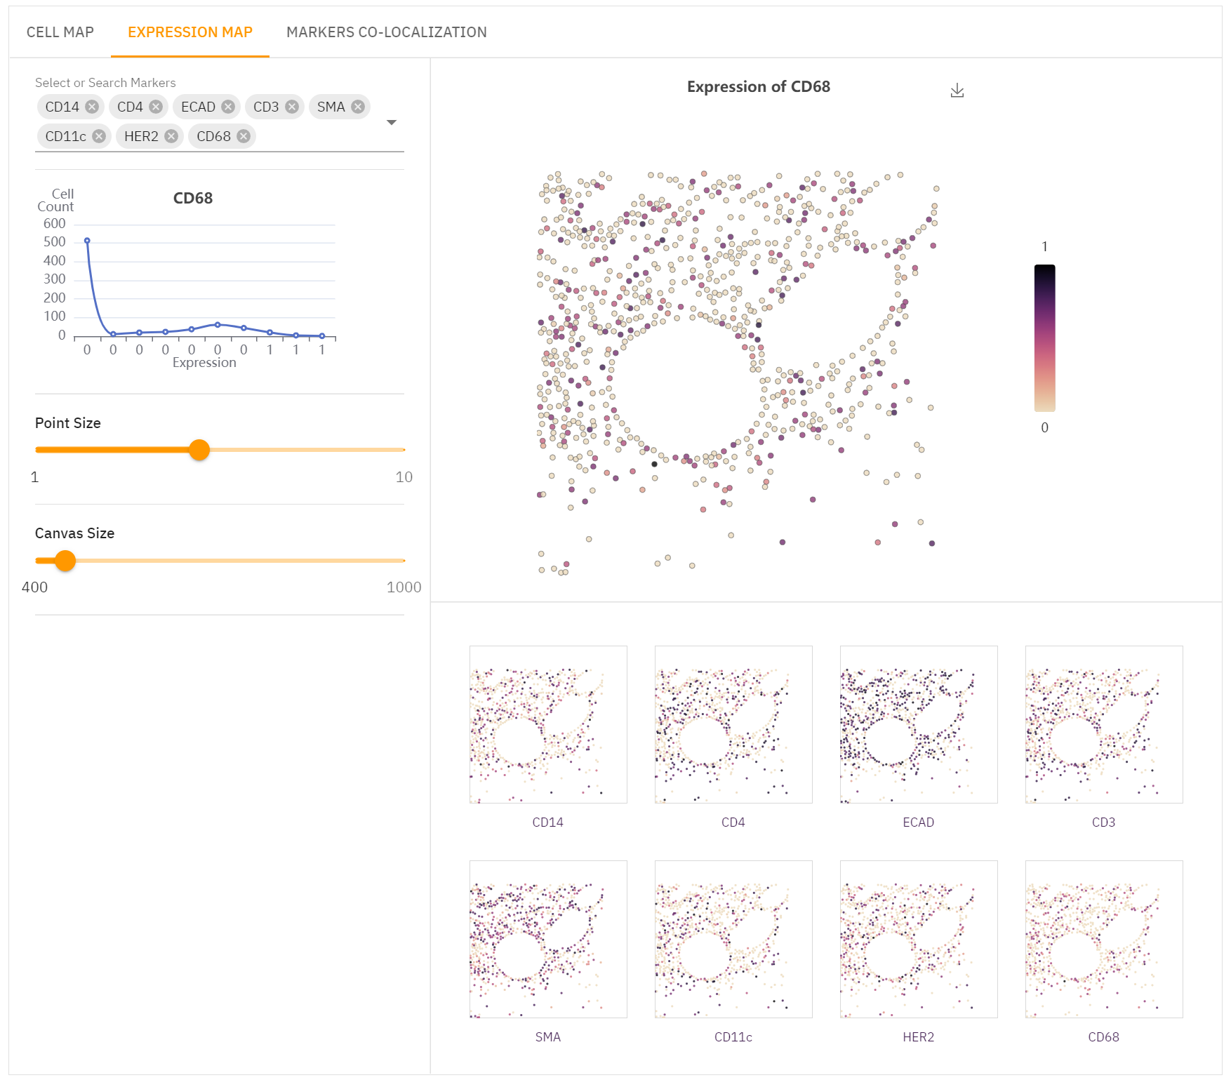 CELL MAP EXPRESSION MAP MARKERS CO-LOCALIZATION
Select or Search Markers
CD14 CD4 ECAD CD3 SMA
CD11c HER2 CD68
Cell
Count
CD68
600
500
400
300
200
100
0
0 0 0 0 0 0 0 1 1 1
Expression
Point Size
1 10
Canvas Size
400 1000
Expression of CD68
1
0
CD14 CD4 ECAD CD3
SMA CD11c HER2 CD68